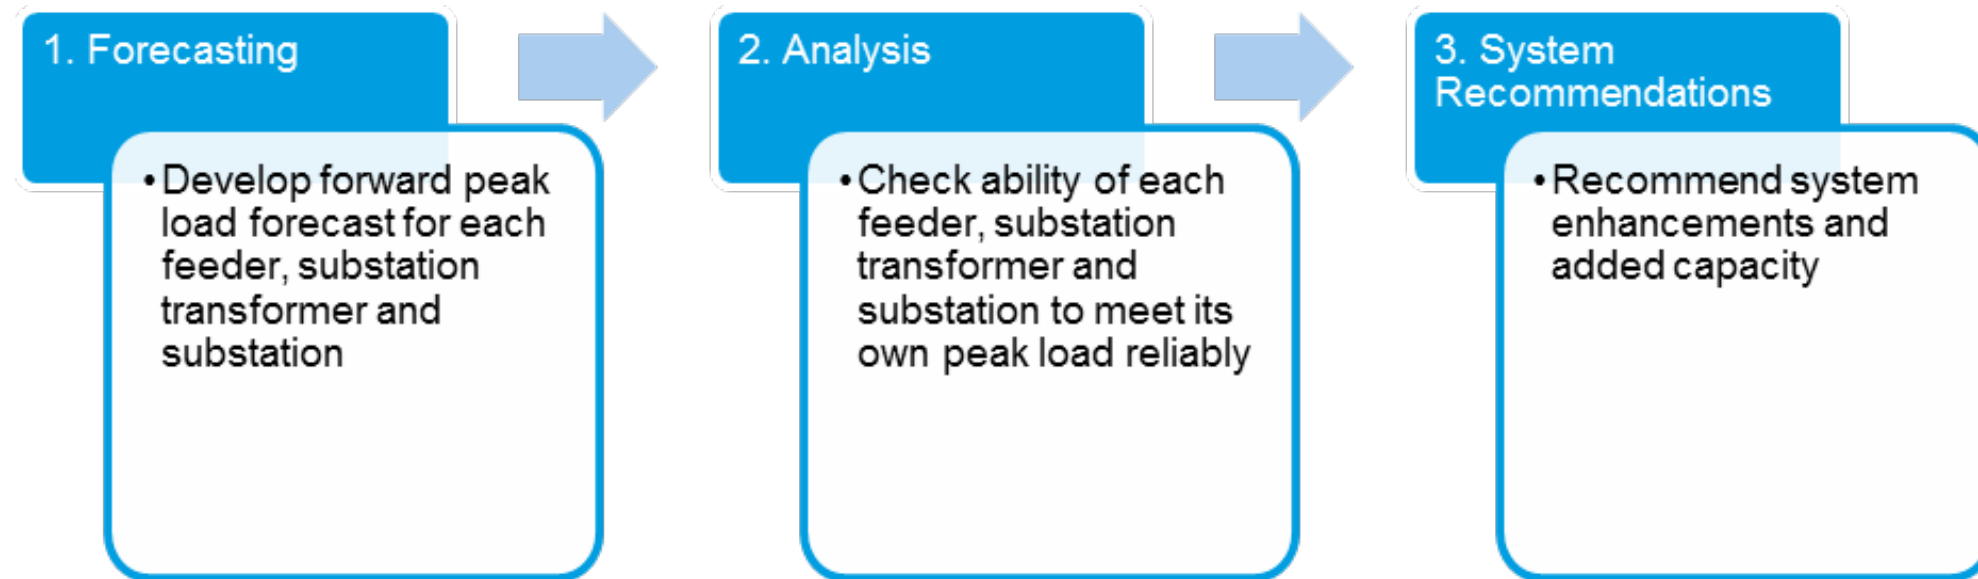 1. Forecasting
•Develop forward peak
load forecast for each
feeder, substation
transformer and
substation
2. Analysis
•Check ability of each
feeder, substation
transformer and
substation to meet its
own peak load reliably
3. System
Recommendations
•Recommend system
enhancements and
added capacity